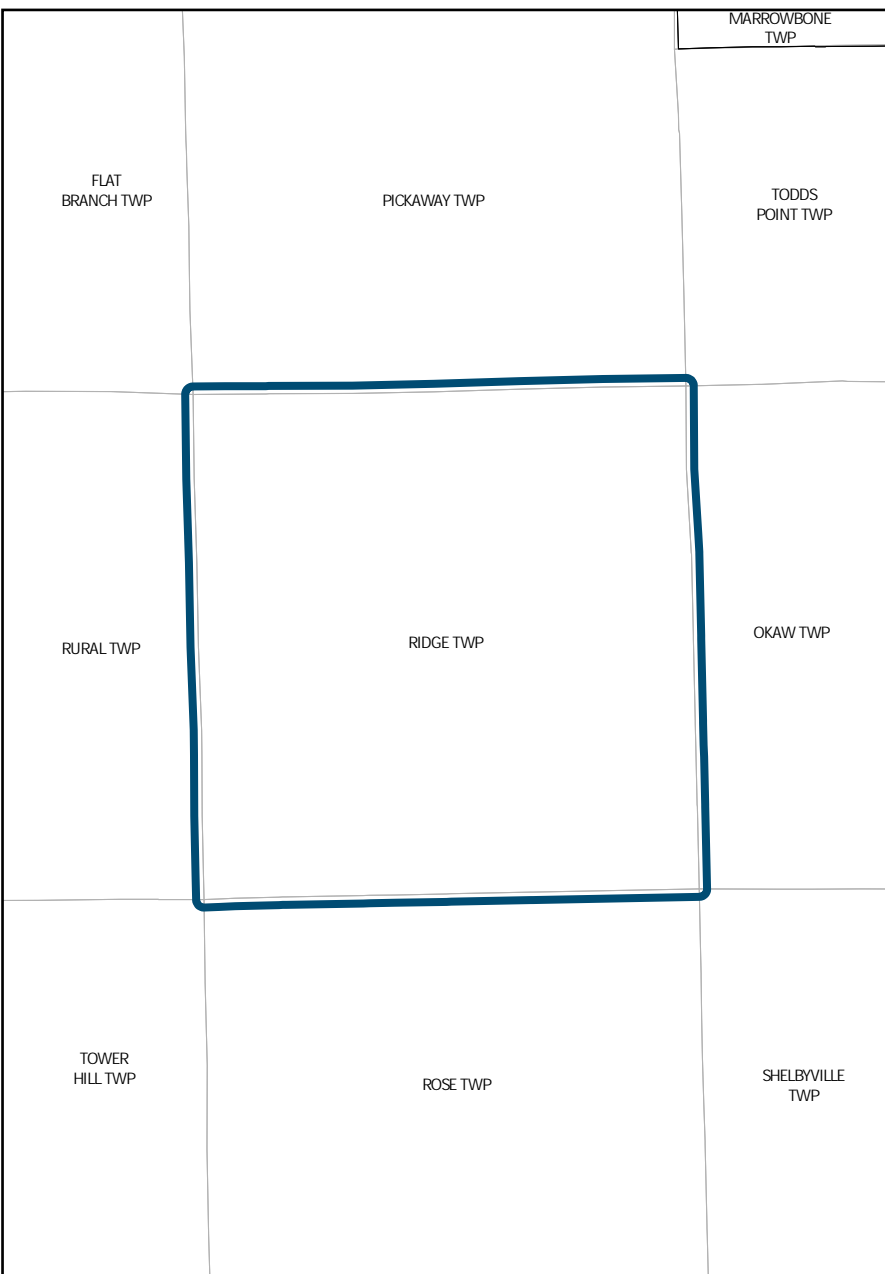 MARROWBONE
TWP
FLAT
BRANCH TWP
PICKAWAY TWP
TODDS
POINT TWP
RURAL TWP
RIDGE TWP
OKAW TWP
TOWER
HILL TWP
ROSE TWP
SHELBYVILLE
TWP